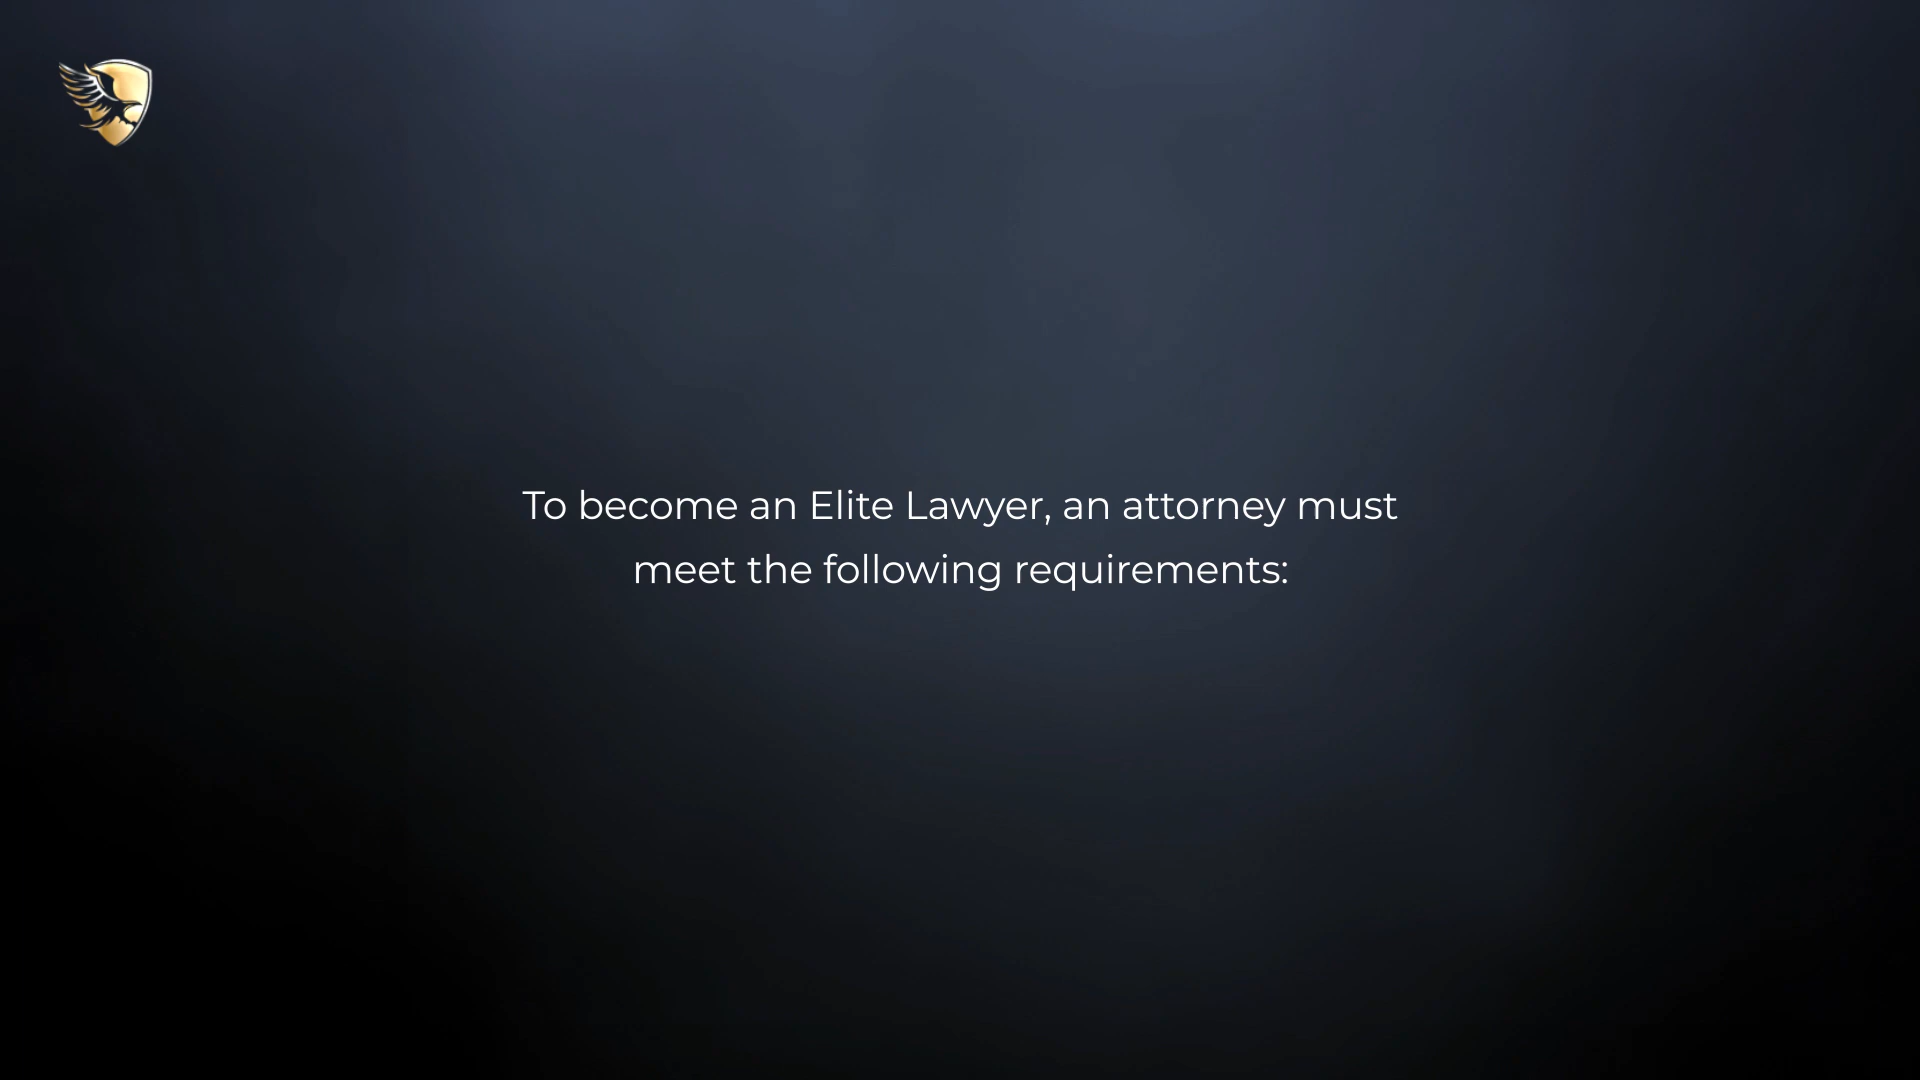 To become an Elite Lawyer, an attorney must
meet the following requirements: